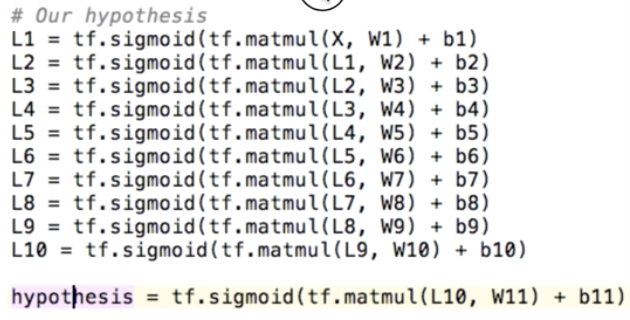 # Our hypothesis
L1 = tf.sigmoid(tf.matmul(X, W1) + b1)
L2 = tf.sigmoid(tf.matmul(L1, W2) + b2)
L3 = tf.sigmoid(tf.matmul(L2, W3) + b3)
L4 = tf.sigmoid(tf.matmul(L3, W4) + b4)
L5 = tf.sigmoid(tf.matmul(L4, W5) + b5)
L6 = tf.sigmoid(tf.matmul(L5, W6) + b6)
L7 = tf.sigmoid(tf.matmul(L6, W7) + b7)
L8 = tf.sigmoid(tf.matmul(L7, W8) + b8)
L9 = tf.sigmoid(tf.matmul(L8, W9) + b9)
L10 = tf.sigmoid(tf.matmul(L9, W10) + b10)
hypothesis = tf.sigmoid(tf.matmul(L10, W11) + b11)